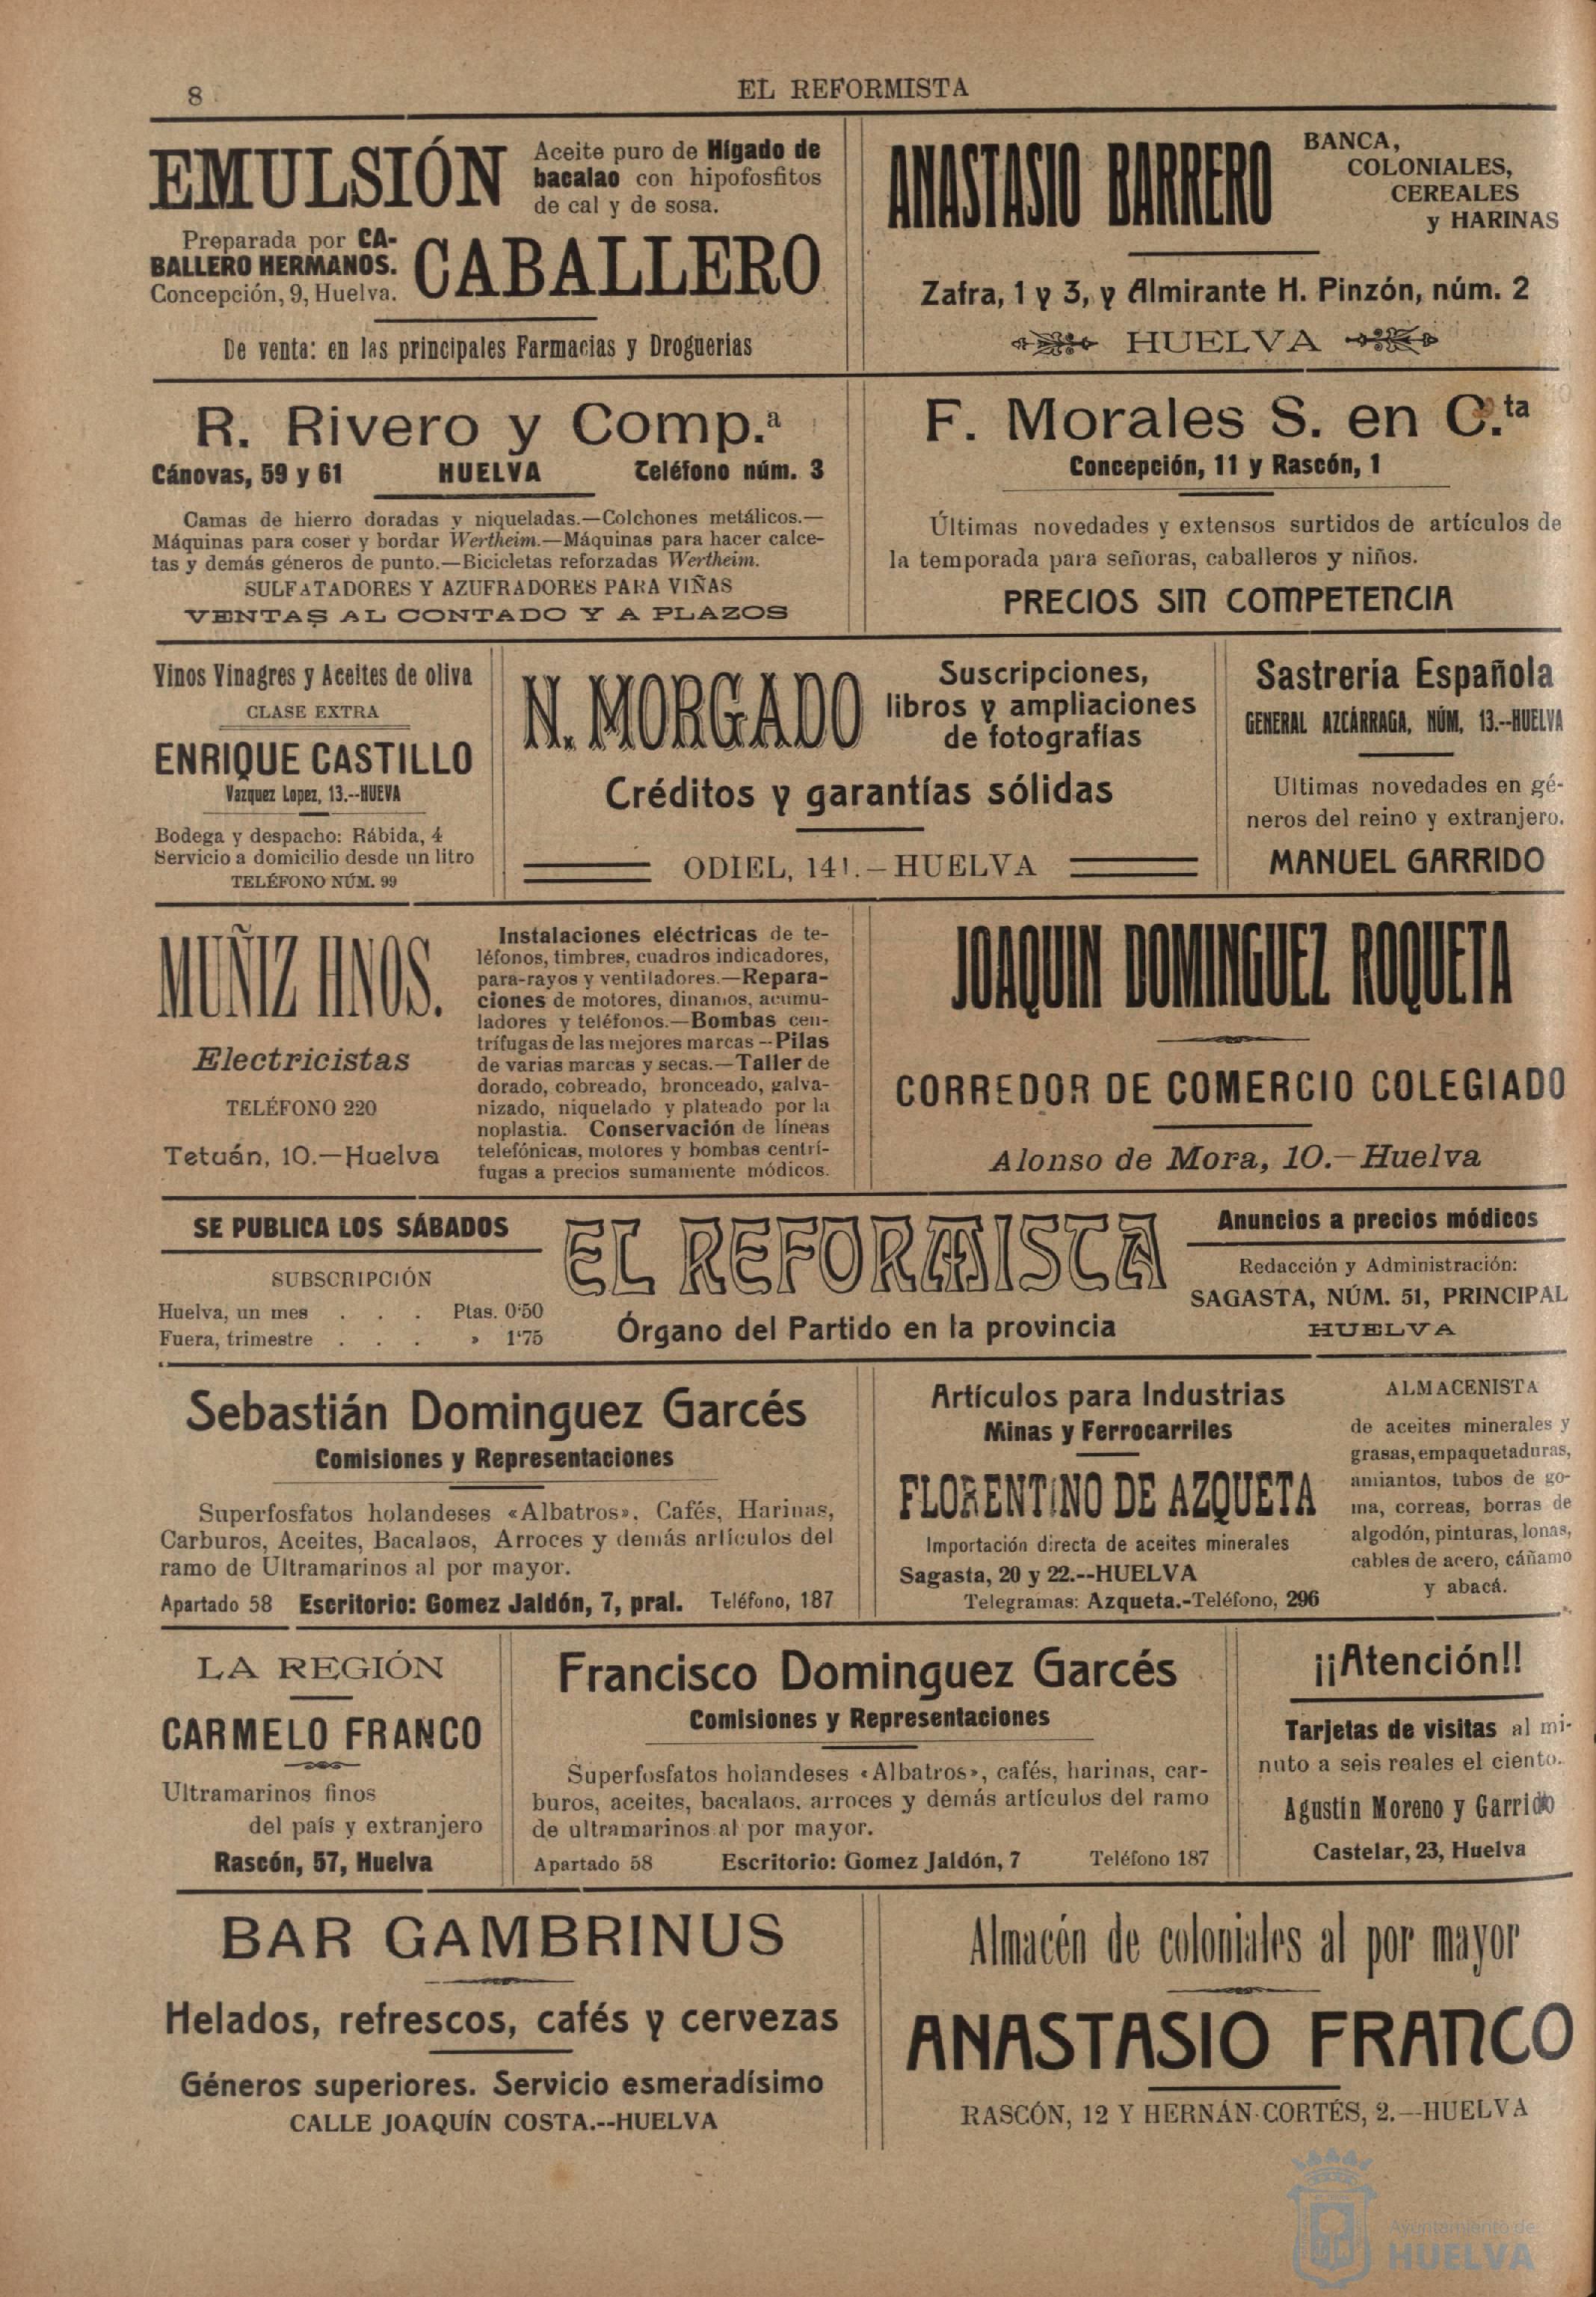 8
EL REFORMISTA
EMULSIÓN
Aceite puro de Hígado de
bacalao con hipofosfitos
de cal y de sosa.
Preparada por CA-
BALLERO HERMANOS.
Concepción, 9, Huelva.
CABALLERO
De venta: en las principales Farmacias y Droguerias
ANASTASIO BARRERO
BANCA,
COLONIALES,
CEREALES
y HARINAS
Zafra, 1 y 3, y Almirante H. Pinzón, núm. 2
HUELVA
R. Rivero y Comp.ª
Cánovas, 59 y 61 HUELVA Teléfono núm. 3
Camas de hierro doradas y niqueladas.—Colchones metálicos.—
Máquinas para coser y bordar Wertheim.—Máquinas para hacer calce-
tas y demás géneros de punto.—Bicicletas reforzadas Wertheim.
SULFATADORES Y AZUFRADORES PARA VIÑAS
VENTAS AL CONTADO Y A PLAZOS
F. Morales S. en C.ta
Concepción, 11 y Rascón, 1
Últimas novedades y extensos surtidos de artículos de
la temporada para señoras, caballeros y niños.
PRECIOS SIN COMPETENCIA
Vinos Vinagres y Aceites de oliva
CLASE EXTRA
ENRIQUE CASTILLO
Vazquez Lopez, 13.--HUEVA
Bodega y despacho: Rábida, 4
Servicio a domicilio desde un litro
TELÉFONO NÚM. 99
N. MORGADO
Suscripciones,
libros y ampliaciones
de fotografías
Créditos y garantías sólidas
ODIEL, 141.—HUELVA
Sastrería Española
GENERAL AZCÁRRAGA, NÚM, 13.--HUELVA
Ultimas novedades en gé-
neros del reino y extranjero.
MANUEL GARRIDO
MUÑIZ HNOS.
Electricistas
TELÉFONO 220
Tetuán, 10.—Huelva
Instalaciones eléctricas de te-
léfonos, timbres, cuadros indicadores,
para-rayos y ventiladores.—Repara-
ciones de motores, dinamos, acumu-
ladores y teléfonos.—Bombas cen-
trífugas de las mejores marcas—Pilas
de varias marcas y secas.—Taller de
dorado, cobreado, bronceado, galva-
nizado, niquelado y plateado por la
noplastia. Conservación de líneas
telefónicas, motores y bombas centrí-
fugas a precios sumamente módicos.
JOAQUIN DOMINGUEZ ROQUETA
CORREDOR DE COMERCIO COLEGIADO
Alonso de Mora, 10.—Huelva
SE PUBLICA LOS SÁBADOS
SUBSCRIPCIÓN
Huelva, un mes . . . Ptas. 0'50
Fuera, trimestre . . . » 1'75
EL REFORMISTA
Órgano del Partido en la provincia
Anuncios a precios módicos
Redacción y Administración:
SAGASTA, NÚM. 51, PRINCIPAL
HUELVA
Sebastián Dominguez Garcés
Comisiones y Representaciones
Superfosfatos holandeses «Albatros», Cafés, Harinas,
Carburos, Aceites, Bacalaos, Arroces y demás artículos del
ramo de Ultramarinos al por mayor.
Apartado 58 Escritorio: Gomez Jaldón, 7, pral. Teléfono, 187
Artículos para Industrias
Minas y Ferrocarriles
FLORENTINO DE AZQUETA
Importación directa de aceites minerales
Sagasta, 20 y 22.--HUELVA
Telegramas: Azqueta.-Teléfono, 296
ALMACENISTA
de aceites minerales y
grasas, empaquetaduras,
amiantos, tubos de go-
ma, correas, borras de
algodón, pinturas, lonas,
cables de acero, cáñamo
y abacá.
LA REGIÓN
CARMELO FRANCO
Ultramarinos finos
del país y extranjero
Rascón, 57, Huelva
Francisco Dominguez Garcés
Comisiones y Representaciones
Superfosfatos holandeses «Albatros», cafés, harinas, car-
buros, aceites, bacalaos, arroces y demás artículos del ramo
de ultramarinos al por mayor.
Apartado 58 Escritorio: Gomez Jaldón, 7 Teléfono 187
¡¡Atención!!
Tarjetas de visitas al mi-
nuto a seis reales el ciento.
Agustín Moreno y Garrido
Castelar, 23, Huelva
BAR GAMBRINUS
Helados, refrescos, cafés y cervezas
Géneros superiores. Servicio esmeradísimo
CALLE JOAQUÍN COSTA.--HUELVA
Almacén de coloniales al por mayor
ANASTASIO FRANCO
RASCÓN, 12 Y HERNÁN-CORTÉS, 2.—HUELVA
Ayuntamiento de
HUELVA